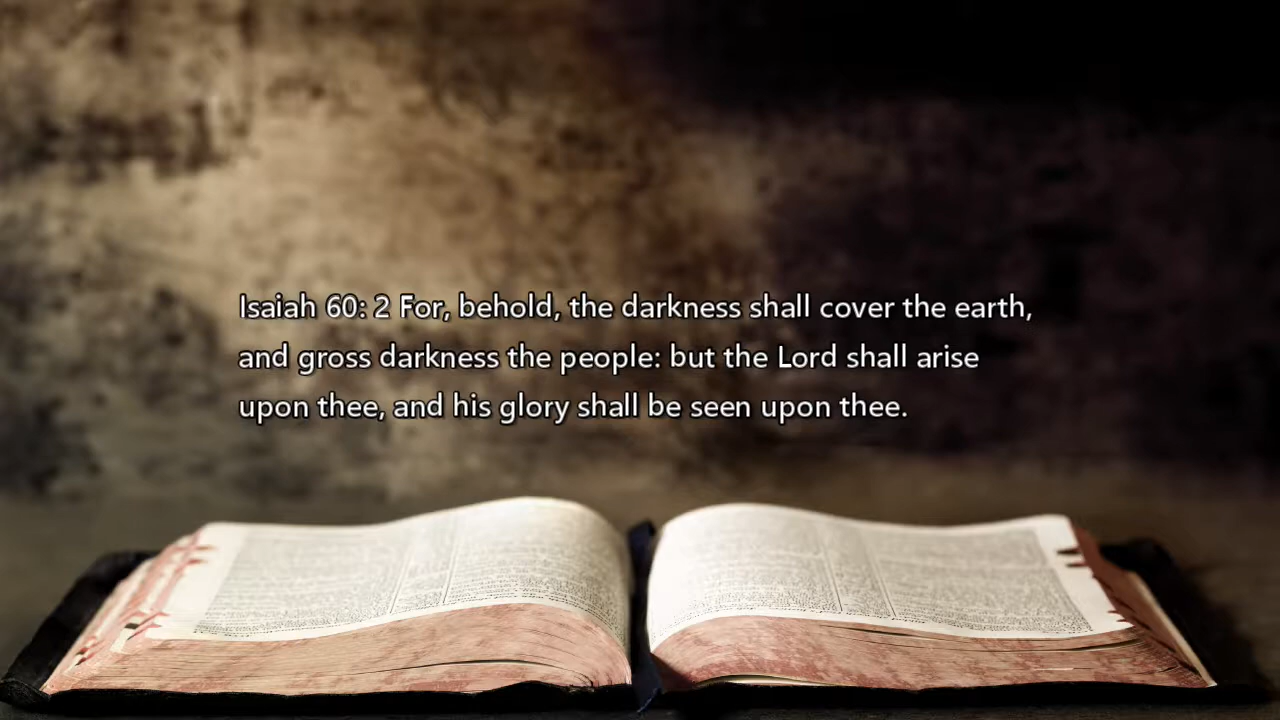 Isaiah 60: 2 For, behold, the darkness shall cover the earth,
and gross darkness the people: but the Lord shall arise
upon thee, and his glory shall be seen upon thee.